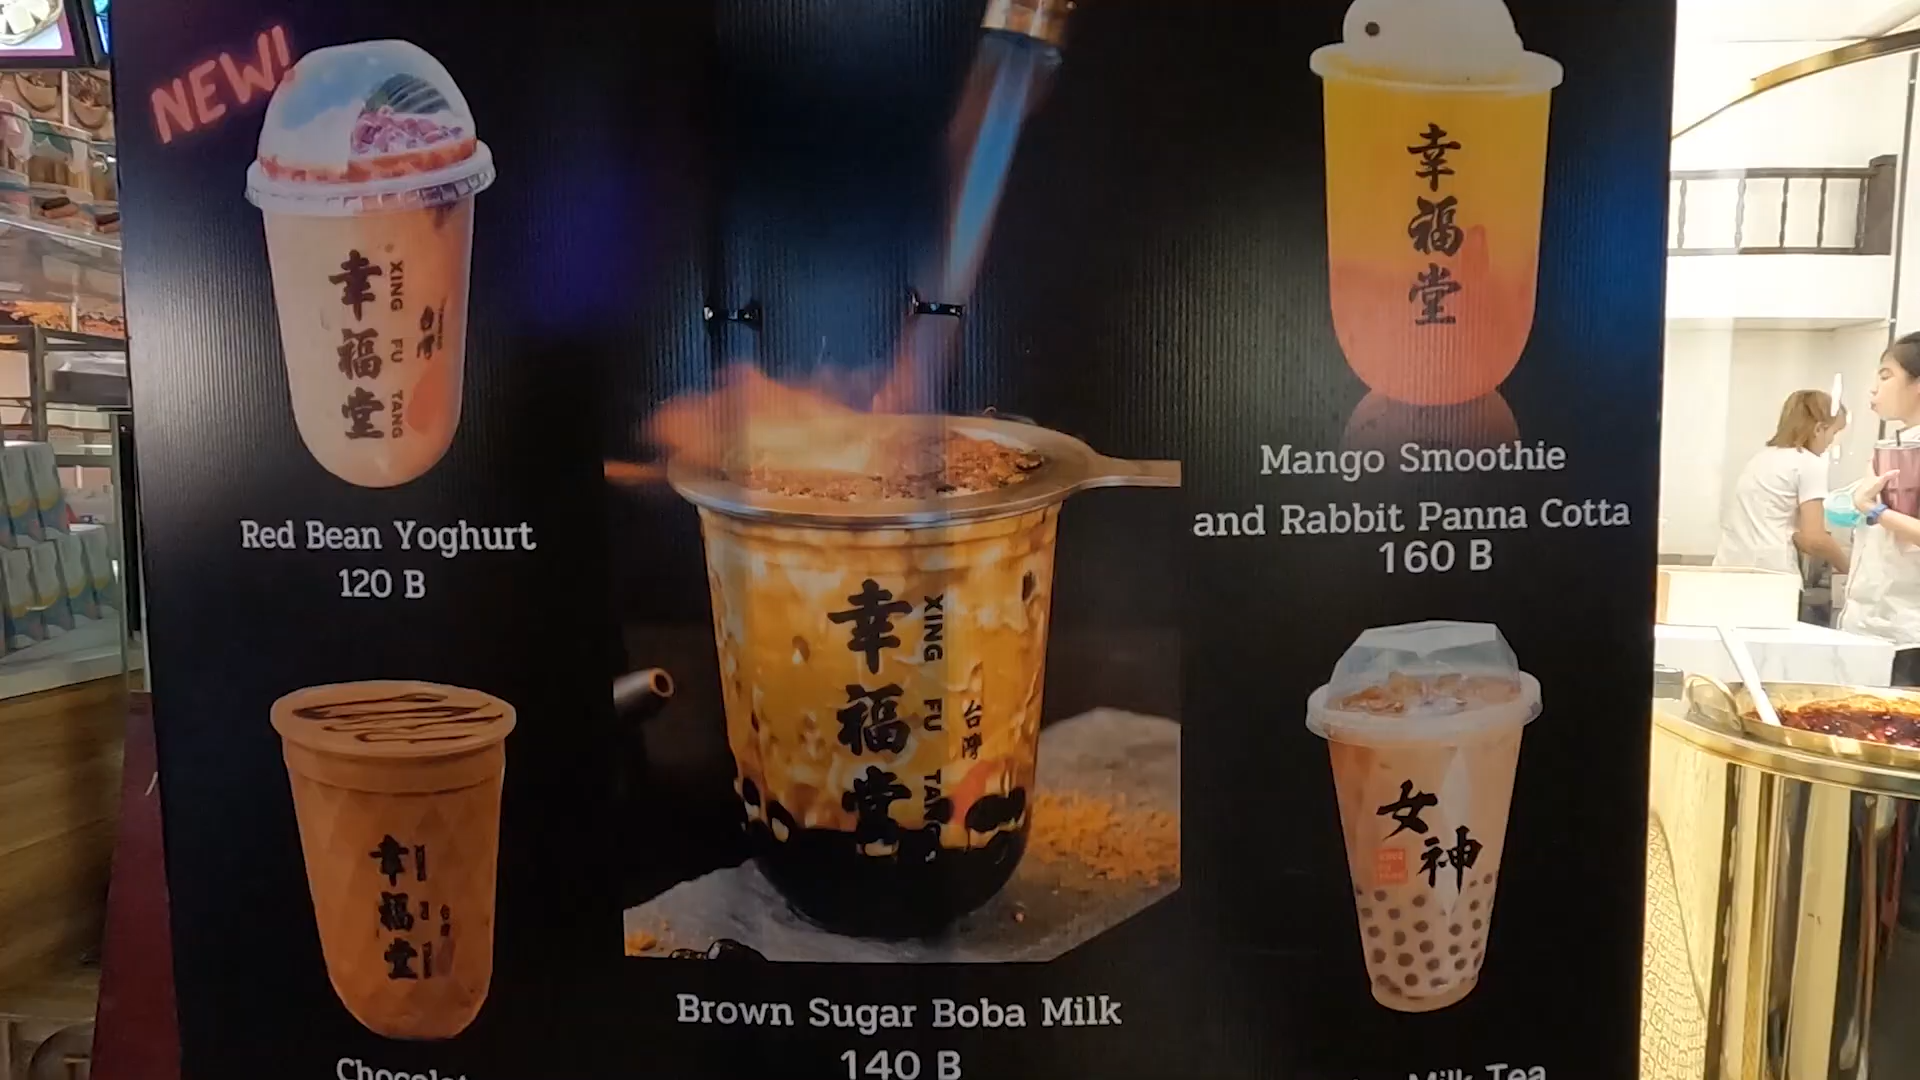 NEW!
幸福堂
XING FU TANG
Red Bean Yoghurt
120 B
幸福堂
XING FU TANG
台灣
Brown Sugar Boba Milk
140 B
幸福堂
Mango Smoothie
and Rabbit Panna Cotta
160 B
幸福堂
台灣
女神
Milk Tea